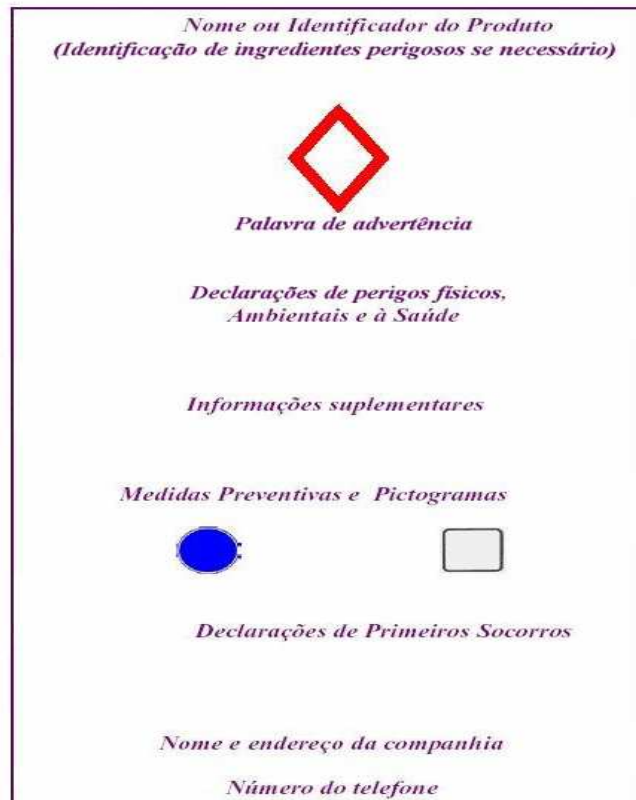 Nome ou Identificador do Produto
(Identificação de ingredientes perigosos se necessário)
Palavra de advertência
Declarações de perigos físicos,
Ambientais e à Saúde
Informações suplementares
Medidas Preventivas e Pictogramas
Declarações de Primeiros Socorros
Nome e endereço da companhia
Número do telefone